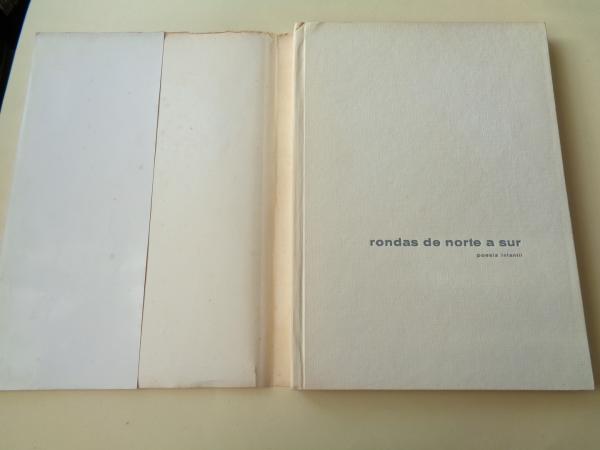 rondas de norte a sur
poesía infantil